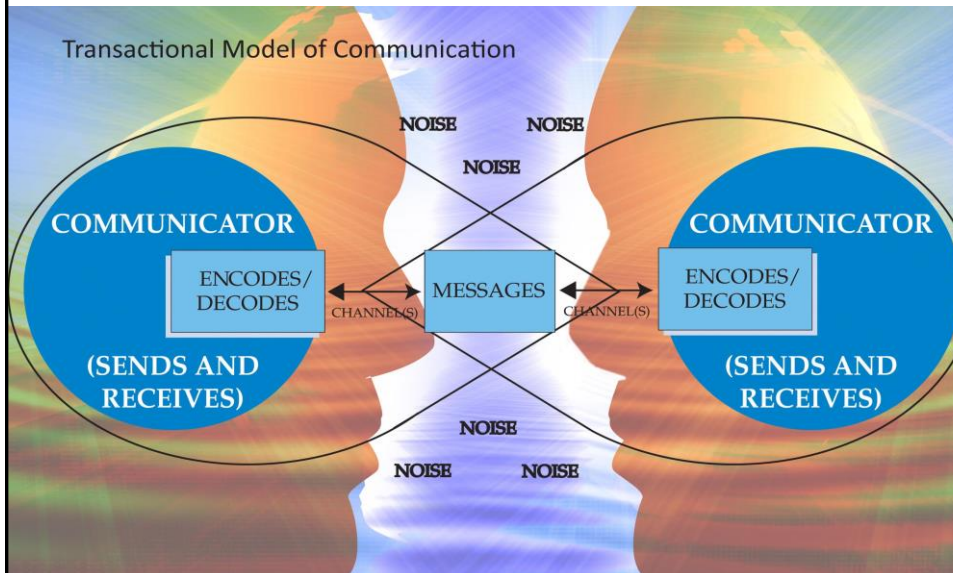 Transactional Model of Communication
NOISE NOISE
NOISE
COMMUNICATOR
ENCODES/
DECODES
(SENDS AND
RECEIVES)
CHANNEL(S)
MESSAGES
CHANNEL(S)
COMMUNICATOR
ENCODES/
DECODES
(SENDS AND
RECEIVES)
NOISE
NOISE NOISE